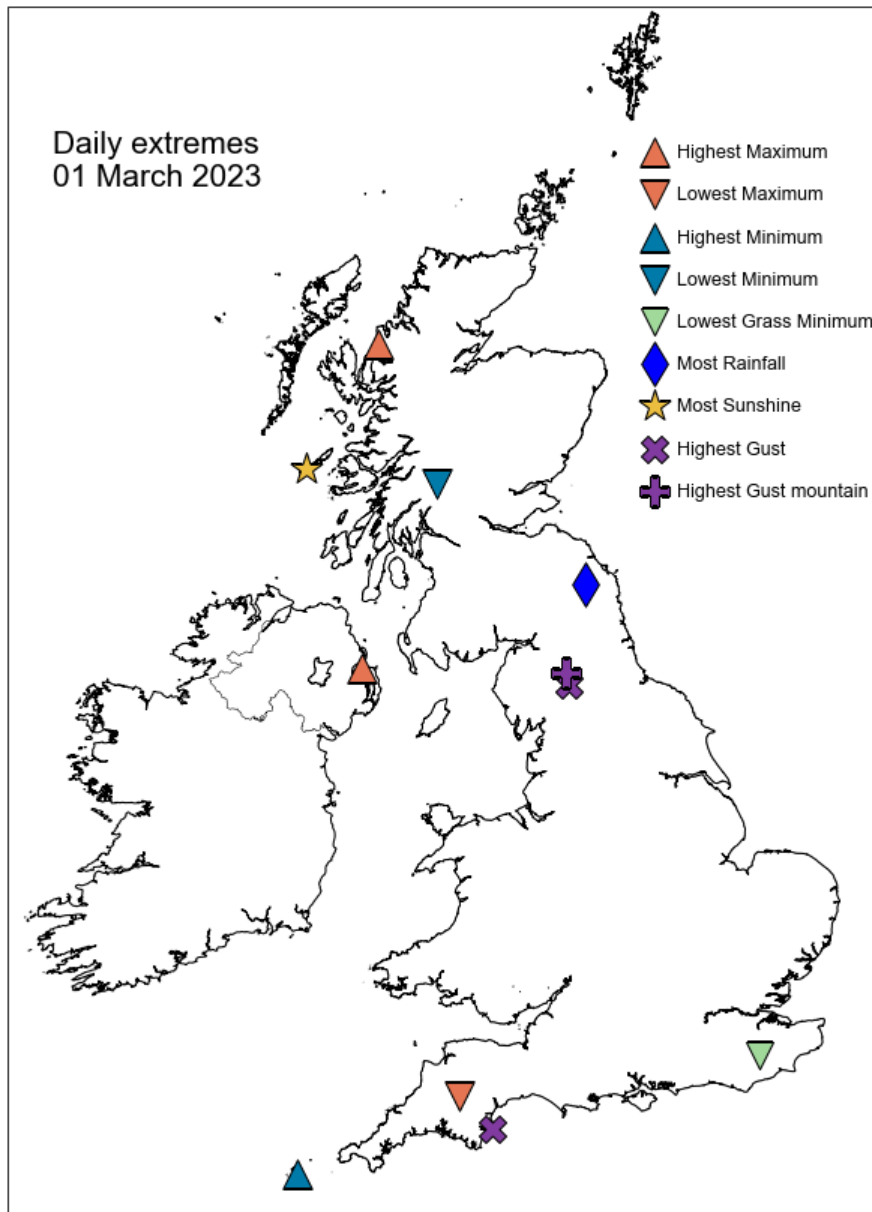 Daily extremes
01 March 2023
Highest Maximum
Lowest Maximum
Highest Minimum
Lowest Minimum
Lowest Grass Minimum
Most Rainfall
Most Sunshine
Highest Gust
Highest Gust mountain